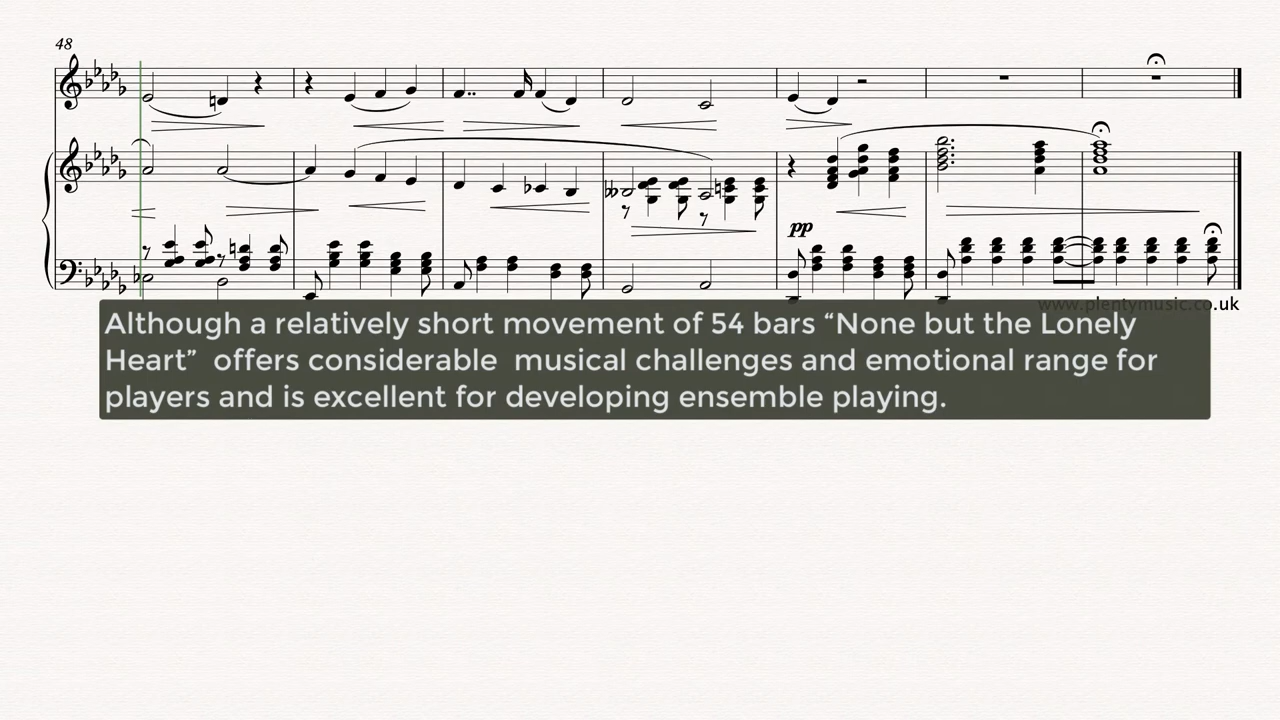 48
pp
www.plentymusic.co.uk
Although a relatively short movement of 54 bars “None but the Lonely
Heart”  offers considerable  musical challenges and emotional range for
players and is excellent for developing ensemble playing.